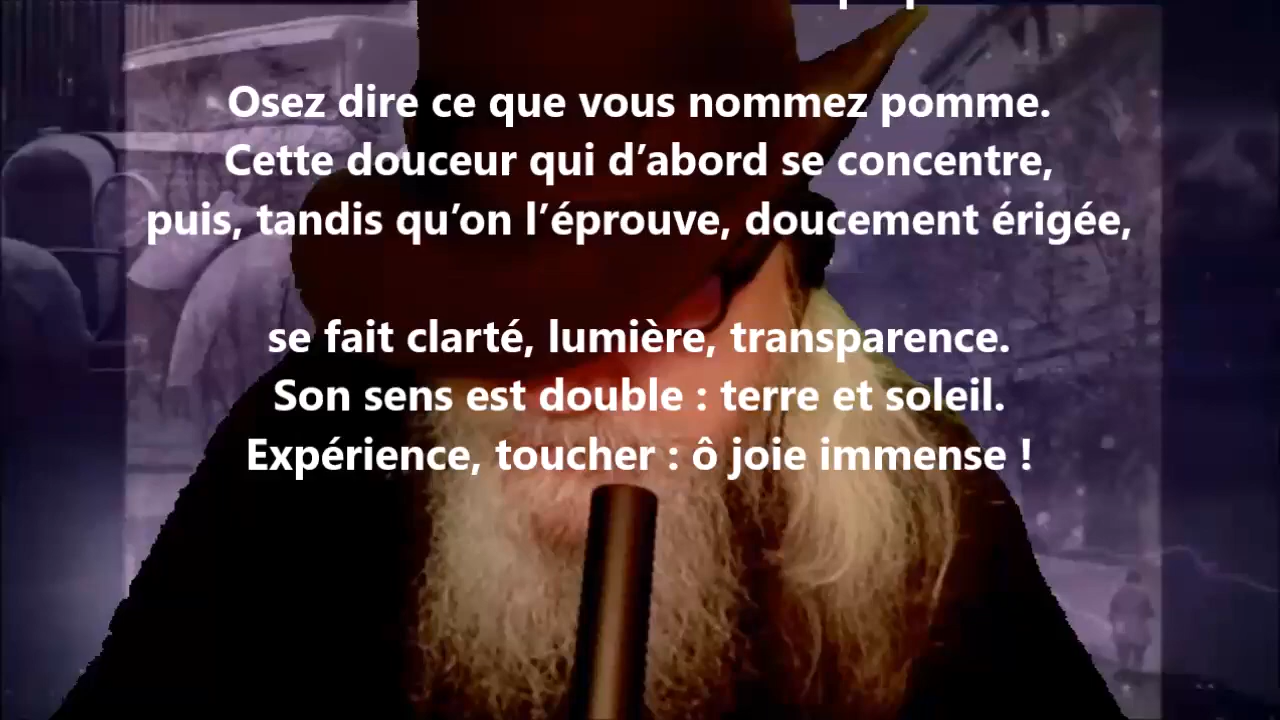 Osez dire ce que vous nommez pomme.
Cette douceur qui d’abord se concentre,
puis, tandis qu’on l’éprouve, doucement érigée,
se fait clarté, lumière, transparence.
Son sens est double : terre et soleil.
Expérience, toucher : ô joie immense !